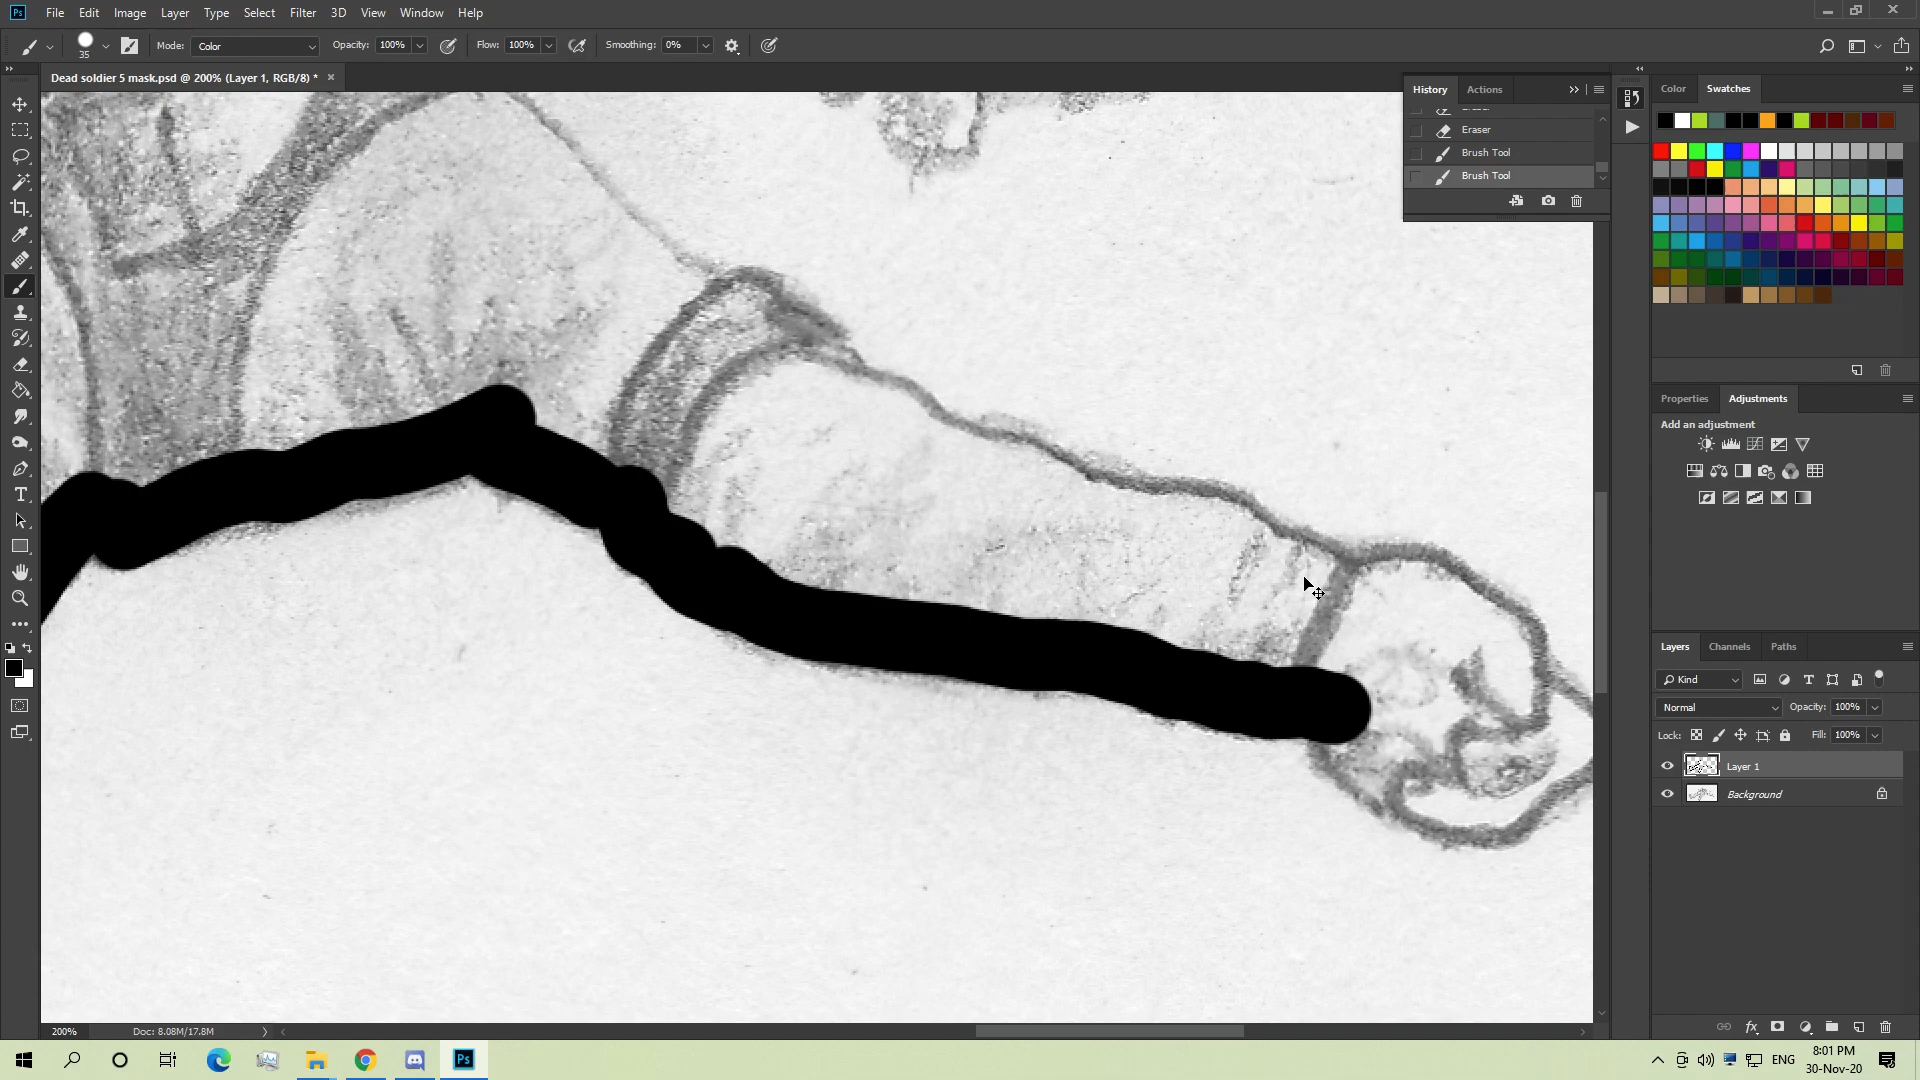 Ps File Edit Image Layer Type Select Filter 3D View Window Help
35 Mode: Color Opacity: 100% Flow: 100% Smoothing: 0%
Dead soldier 5 mask.psd @ 200% (Layer 1, RGB/8) * ×
History Actions
Eraser
Brush Tool
Brush Tool
Color Swatches
Properties Adjustments
Add an adjustment
Layers Channels Paths
Kind
Normal Opacity: 100%
Lock: Fill: 100%
Layer 1
Background
200% Doc: 8.08M/17.8M
Ps ENG 8:01 PM
30-Nov-20